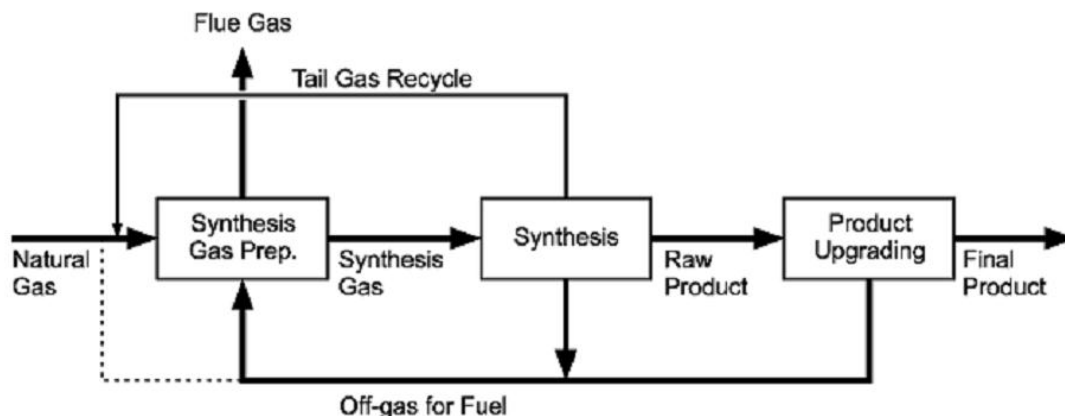 Flue Gas
Tail Gas Recycle
Synthesis
Gas Prep.
Synthesis
Product
Upgrading
Natural
Gas
Synthesis
Gas
Raw
Product
Final
Product
Off-gas for Fuel